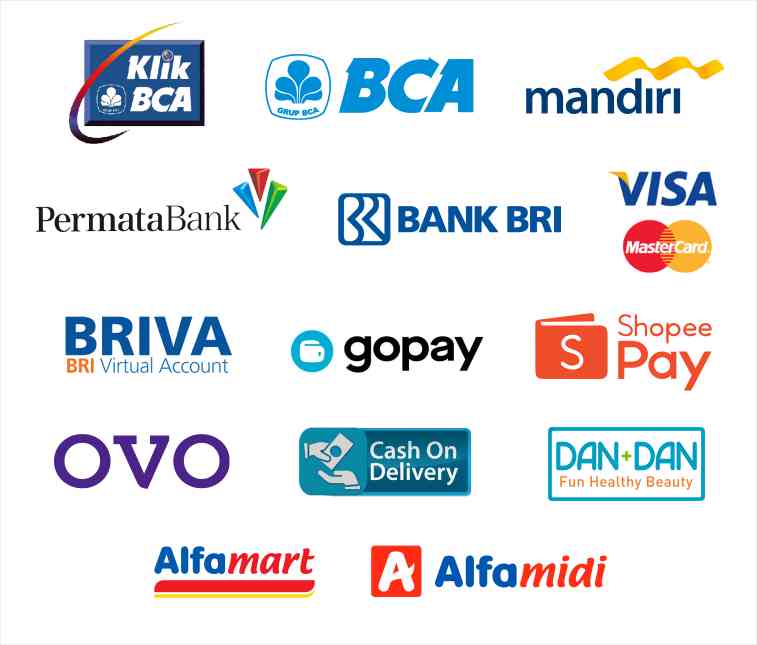 Klik
BCA
BCA
GRUP BCA
mandiri
PermataBank
BANK BRI
VISA
MasterCard
BRIVA
BRI Virtual Account
gopay
S
Shopee
Pay
OVO
Cash On
Delivery
DAN+DAN
Fun Healthy Beauty
Alfamart
A
Alfamidi